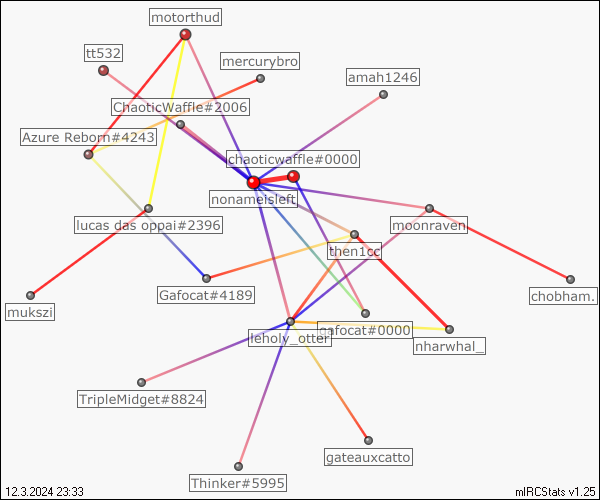 motorthud
tt532
mercurybro
amah1246
ChaoticWaffle#2006
Azure Reborn#4243
chaoticwaffle#0000
nonameisleft
lucas das oppai#2396
moonraven
then1cc
Gafocat#4189
chobham.
mukszi
gafocat#0000
leholy_otter
nharwhal_
TripleMidget#8824
gateauxcatto
Thinker#5995
12.3.2024 23:33
mIRCStats v1.25